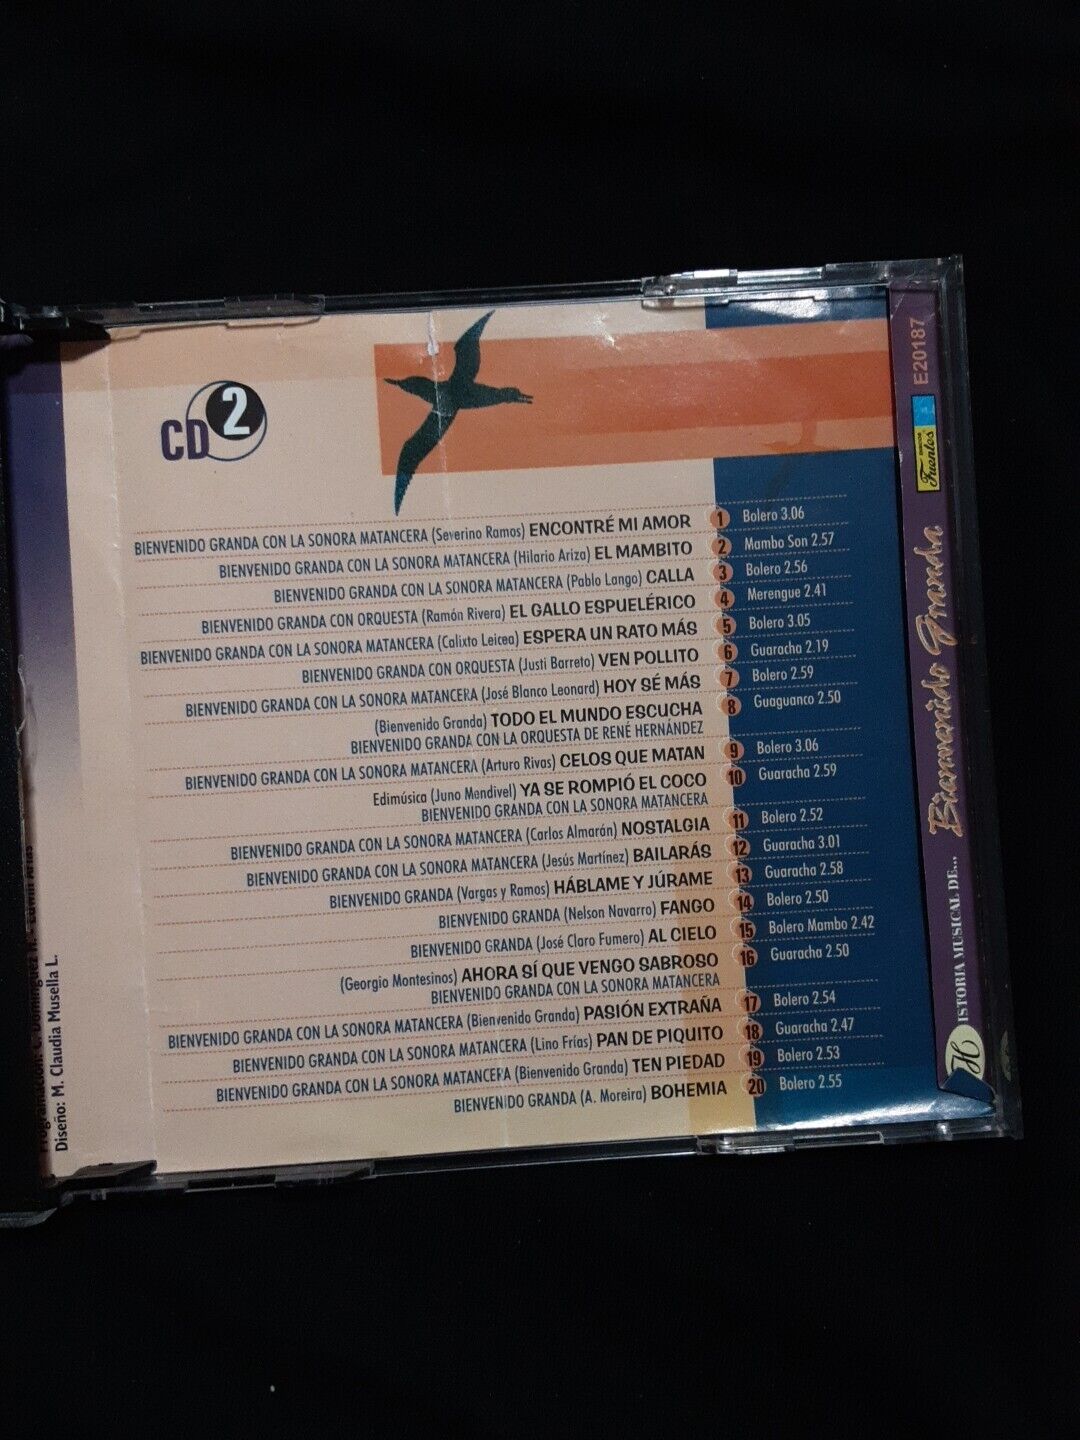 CD 2
BIENVENIDO GRANDA CON LA SONORA MATANCERA (Severino Ramos) ENCONTRÉ MI AMOR 1 Bolero 3.06
BIENVENIDO GRANDA CON LA SONORA MATANCERA (Hilario Ariza) EL MAMBITO 2 Mambo Son 2.57
BIENVENIDO GRANDA CON LA SONORA MATANCERA (Pablo Lango) CALLA 3 Bolero 2.56
BIENVENIDO GRANDA CON ORQUESTA (Ramón Rivera) EL GALLO ESPUELÉRICO 4 Merengue 2.41
BIENVENIDO GRANDA CON LA SONORA MATANCERA (Calixto Leicea) ESPERA UN RATO MÁS 5 Bolero 3.05
BIENVENIDO GRANDA CON ORQUESTA (Justi Barreto) VEN POLLITO 6 Guaracha 2.19
BIENVENIDO GRANDA CON LA SONORA MATANCERA (José Blanco Leonard) HOY SÉ MÁS 7 Bolero 2.59
(Bienvenido Granda) TODO EL MUNDO ESCUCHA 8 Guaguanco 2.50
BIENVENIDO GRANDA CON LA ORQUESTA DE RENÉ HERNÁNDEZ
BIENVENIDO GRANDA CON LA SONORA MATANCERA (Arturo Rivas) CELOS QUE MATAN 9 Bolero 3.06
Edimúsica (Juno Mendivel) YA SE ROMPIÓ EL COCO 10 Guaracha 2.59
BIENVENIDO GRANDA CON LA SONORA MATANCERA
BIENVENIDO GRANDA CON LA SONORA MATANCERA (Carlos Almarán) NOSTALGIA 11 Bolero 2.52
BIENVENIDO GRANDA CON LA SONORA MATANCERA (Jesús Martínez) BAILARÁS 12 Guaracha 3.01
BIENVENIDO GRANDA (Vargas y Ramos) HÁBLAME Y JÚRAME 13 Guaracha 2.58
BIENVENIDO GRANDA (Nelson Navarro) FANGO 14 Bolero 2.50
BIENVENIDO GRANDA (José Claro Fumero) AL CIELO 15 Bolero Mambo 2.42
(Georgio Montesinos) AHORA SÍ QUE VENGO SABROSO 16 Guaracha 2.50
BIENVENIDO GRANDA CON LA SONORA MATANCERA
BIENVENIDO GRANDA CON LA SONORA MATANCERA (Bienvenido Granda) PASIÓN EXTRAÑA 17 Bolero 2.54
BIENVENIDO GRANDA CON LA SONORA MATANCERA (Lino Frías) PAN DE PIQUITO 18 Guaracha 2.47
BIENVENIDO GRANDA CON LA SONORA MATANCERA (Bienvenido Granda) TEN PIEDAD 19 Bolero 2.53
BIENVENIDO GRANDA (A. Moreira) BOHEMIA 20 Bolero 2.55
Diseño: M. Claudia Musella L.
HISTORIA MUSICAL DE... Bienvenido Granda
Fuentes
E20187